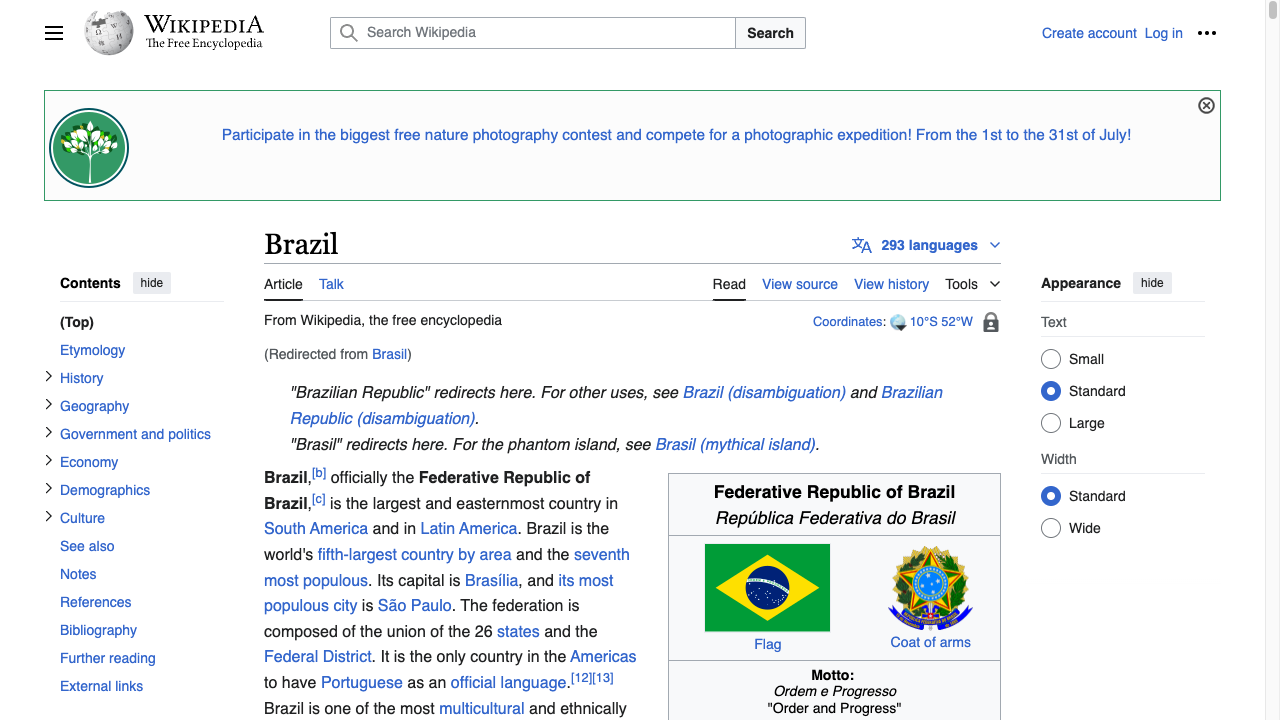 WIKIPEDIA
The Free Encyclopedia
Search Wikipedia
Search
Create account Log in
Participate in the biggest free nature photography contest and compete for a photographic expedition! From the 1st to the 31st of July!
Brazil
293 languages
Contents hide
Article Talk
Read View source View history Tools
Appearance hide
From Wikipedia, the free encyclopedia
Coordinates: 10°S 52°W
(Redirected from Brasil)
(Top)
Etymology
History
Geography
Government and politics
Economy
Demographics
Culture
See also
Notes
References
Bibliography
Further reading
External links
"Brazilian Republic" redirects here. For other uses, see Brazil (disambiguation) and Brazilian
Republic (disambiguation).
"Brasil" redirects here. For the phantom island, see Brasil (mythical island).
Brazil,[b] officially the Federative Republic of
Brazil,[c] is the largest and easternmost country in
South America and in Latin America. Brazil is the
world's fifth-largest country by area and the seventh
most populous. Its capital is Brasília, and its most
populous city is São Paulo. The federation is
composed of the union of the 26 states and the
Federal District. It is the only country in the Americas
to have Portuguese as an official language.[12][13]
Brazil is one of the most multicultural and ethnically
Federative Republic of Brazil
República Federativa do Brasil
Flag
Coat of arms
Motto:
Ordem e Progresso
"Order and Progress"
Text
Small
Standard
Large
Width
Standard
Wide